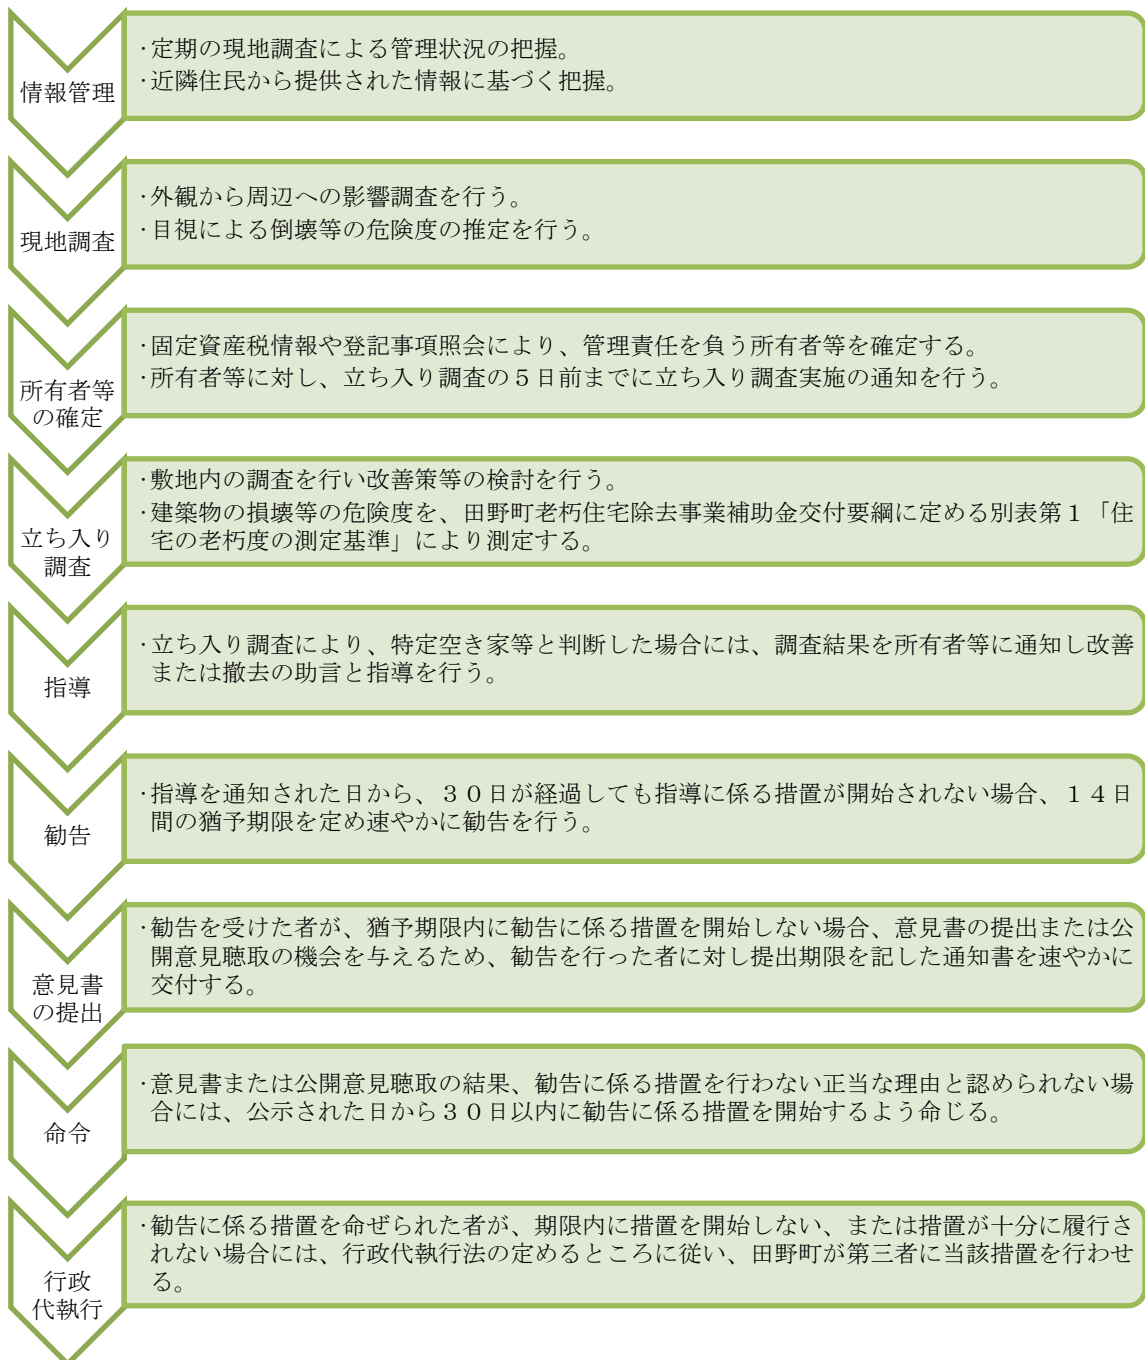 情報管理
・定期の現地調査による管理状況の把握。
・近隣住民から提供された情報に基づく把握。
現地調査
・外観から周辺への影響調査を行う。
・目視による倒壊等の危険度の推定を行う。
所有者等
の確定
・固定資産税情報や登記事項照会により、管理責任を負う所有者等を確定する。
・所有者等に対し、立ち入り調査の５日前までに立ち入り調査実施の通知を行う。
立ち入り
調査
・敷地内の調査を行い改善策等の検討を行う。
・建築物の損壊等の危険度を、田野町老朽住宅除去事業補助金交付要綱に定める別表第１「住
宅の老朽度の測定基準」により測定する。
指導
・立ち入り調査により、特定空き家等と判断した場合には、調査結果を所有者等に通知し改善
または撤去の助言と指導を行う。
勧告
・指導を通知された日から、３０日が経過しても指導に係る措置が開始されない場合、１４日
間の猶予期限を定め速やかに勧告を行う。
意見書
の提出
・勧告を受けた者が、猶予期限内に勧告に係る措置を開始しない場合、意見書の提出または公
開意見聴取の機会を与えるため、勧告を行った者に対し提出期限を記した通知書を速やかに
交付する。
命令
・意見書または公開意見聴取の結果、勧告に係る措置を行わない正当な理由と認められない場
合には、公示された日から３０日以内に勧告に係る措置を開始するよう命じる。
行政
代執行
・勧告に係る措置を命ぜられた者が、期限内に措置を開始しない、または措置が十分に履行さ
れない場合には、行政代執行法の定めるところに従い、田野町が第三者に当該措置を行わせ
る。